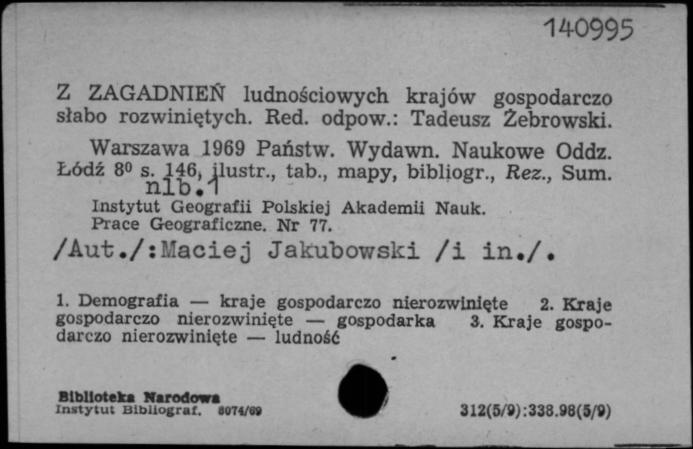 140995
Z ZAGADNIEŃ ludnościowych krajów gospodarczo
słabo rozwiniętych. Red. odpow.: Tadeusz Żebrowski.
Warszawa 1969 Państw. Wydawn. Naukowe Oddz.
Łódź 8⁰ s. 146, ilustr., tab., mapy, bibliogr., Rez., Sum.
nlb.1
Instytut Geografii Polskiej Akademii Nauk.
Prace Geograficzne. Nr 77.
/Aut./:Maciej Jakubowski /i in./.
1. Demografia — kraje gospodarczo nierozwinięte 2. Kraje
gospodarczo nierozwinięte — gospodarka 3. Kraje gospo-
darczo nierozwinięte — ludność
Biblioteka Narodowa
Instytut Bibliograf. 8074/69
312(5/9):338.98(5/9)